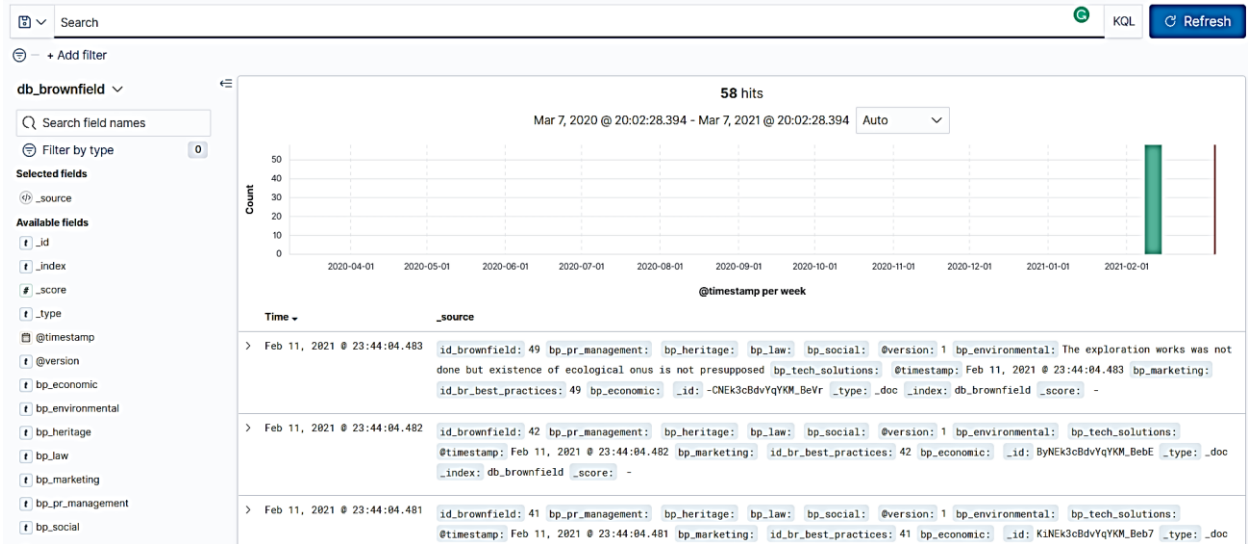 Search
KQL
Refresh
+ Add filter
db_brownfield
Search field names
Filter by type 0
Selected fields
_source
Available fields
t _id
t _index
# _score
t _type
@timestamp
t @version
t bp_economic
t bp_environmental
t bp_heritage
t bp_law
t bp_marketing
t bp_pr_management
t bp_social
58 hits
Mar 7, 2020 @ 20:02:28.394 - Mar 7, 2021 @ 20:02:28.394 Auto
Count
50
40
30
20
10
0
2020-04-01 2020-05-01 2020-06-01 2020-07-01 2020-08-01 2020-09-01 2020-10-01 2020-11-01 2020-12-01 2021-01-01 2021-02-01
@timestamp per week
Time _source
Feb 11, 2021 @ 23:44:04.483 id_brownfield: 49 bp_pr_management: bp_heritage: bp_law: bp_social: @version: 1 bp_environmental: The exploration works was not
done but existence of ecological onus is not presupposed bp_tech_solutions: @timestamp: Feb 11, 2021 @ 23:44:04.483 bp_marketing:
id_br_best_practices: 49 bp_economic: _id: -CNEk3cBdvYqYKM_BeVr _type: _doc _index: db_brownfield _score: -
Feb 11, 2021 @ 23:44:04.482 id_brownfield: 42 bp_pr_management: bp_heritage: bp_law: bp_social: @version: 1 bp_environmental: bp_tech_solutions:
@timestamp: Feb 11, 2021 @ 23:44:04.482 bp_marketing: id_br_best_practices: 42 bp_economic: _id: ByNEk3cBdvYqYKM_BebE _type: _doc
_index: db_brownfield _score: -
Feb 11, 2021 @ 23:44:04.481 id_brownfield: 41 bp_pr_management: bp_heritage: bp_law: bp_social: @version: 1 bp_environmental: bp_tech_solutions:
@timestamp: Feb 11, 2021 @ 23:44:04.481 bp_marketing: id_br_best_practices: 41 bp_economic: _id: KiNEk3cBdvYqYKM_Beb7 _type: _doc